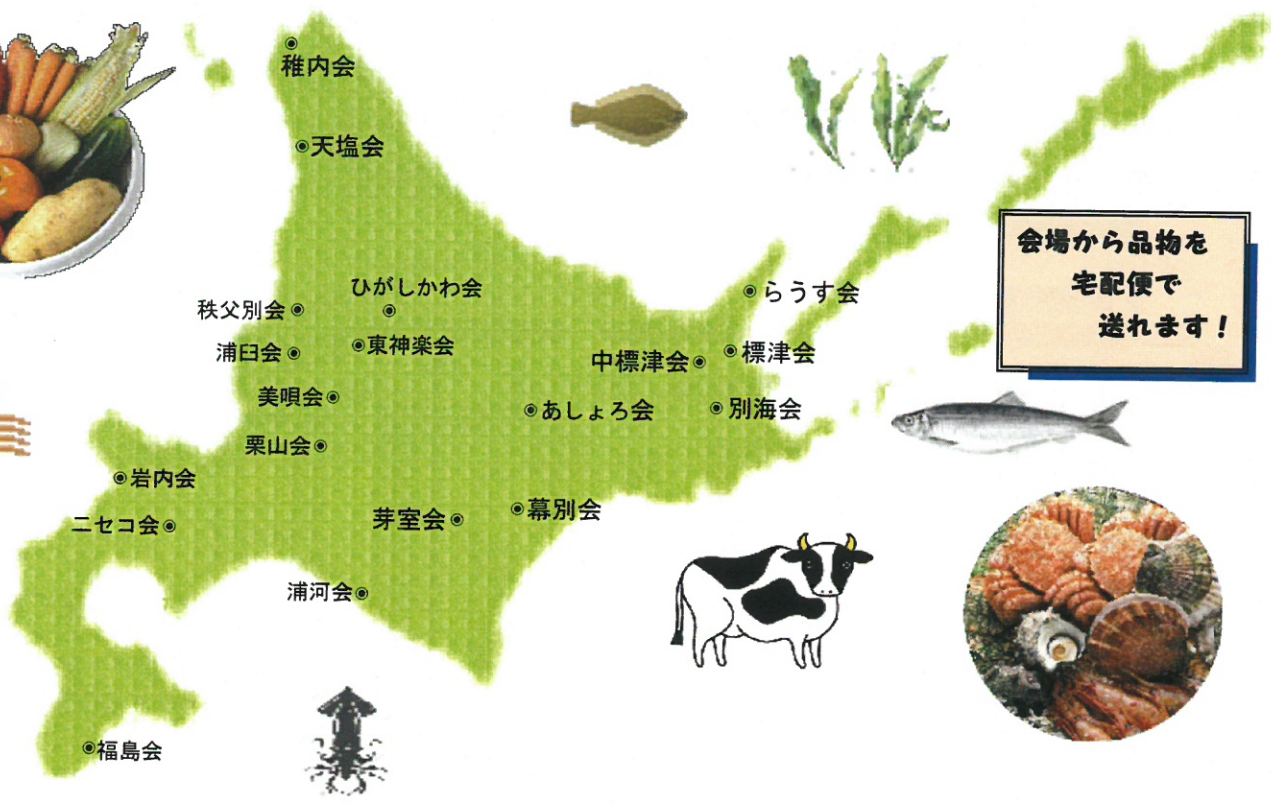 稚内会
天塩会
ひがしかわ会
秩父別会
東神楽会
浦臼会
美唄会
栗山会
岩内会
ニセコ会
芽室会
幕別会
あしょろ会
中標津会
標津会
別海会
らうす会
浦河会
福島会
会場から品物を
宅配便で
送れます！